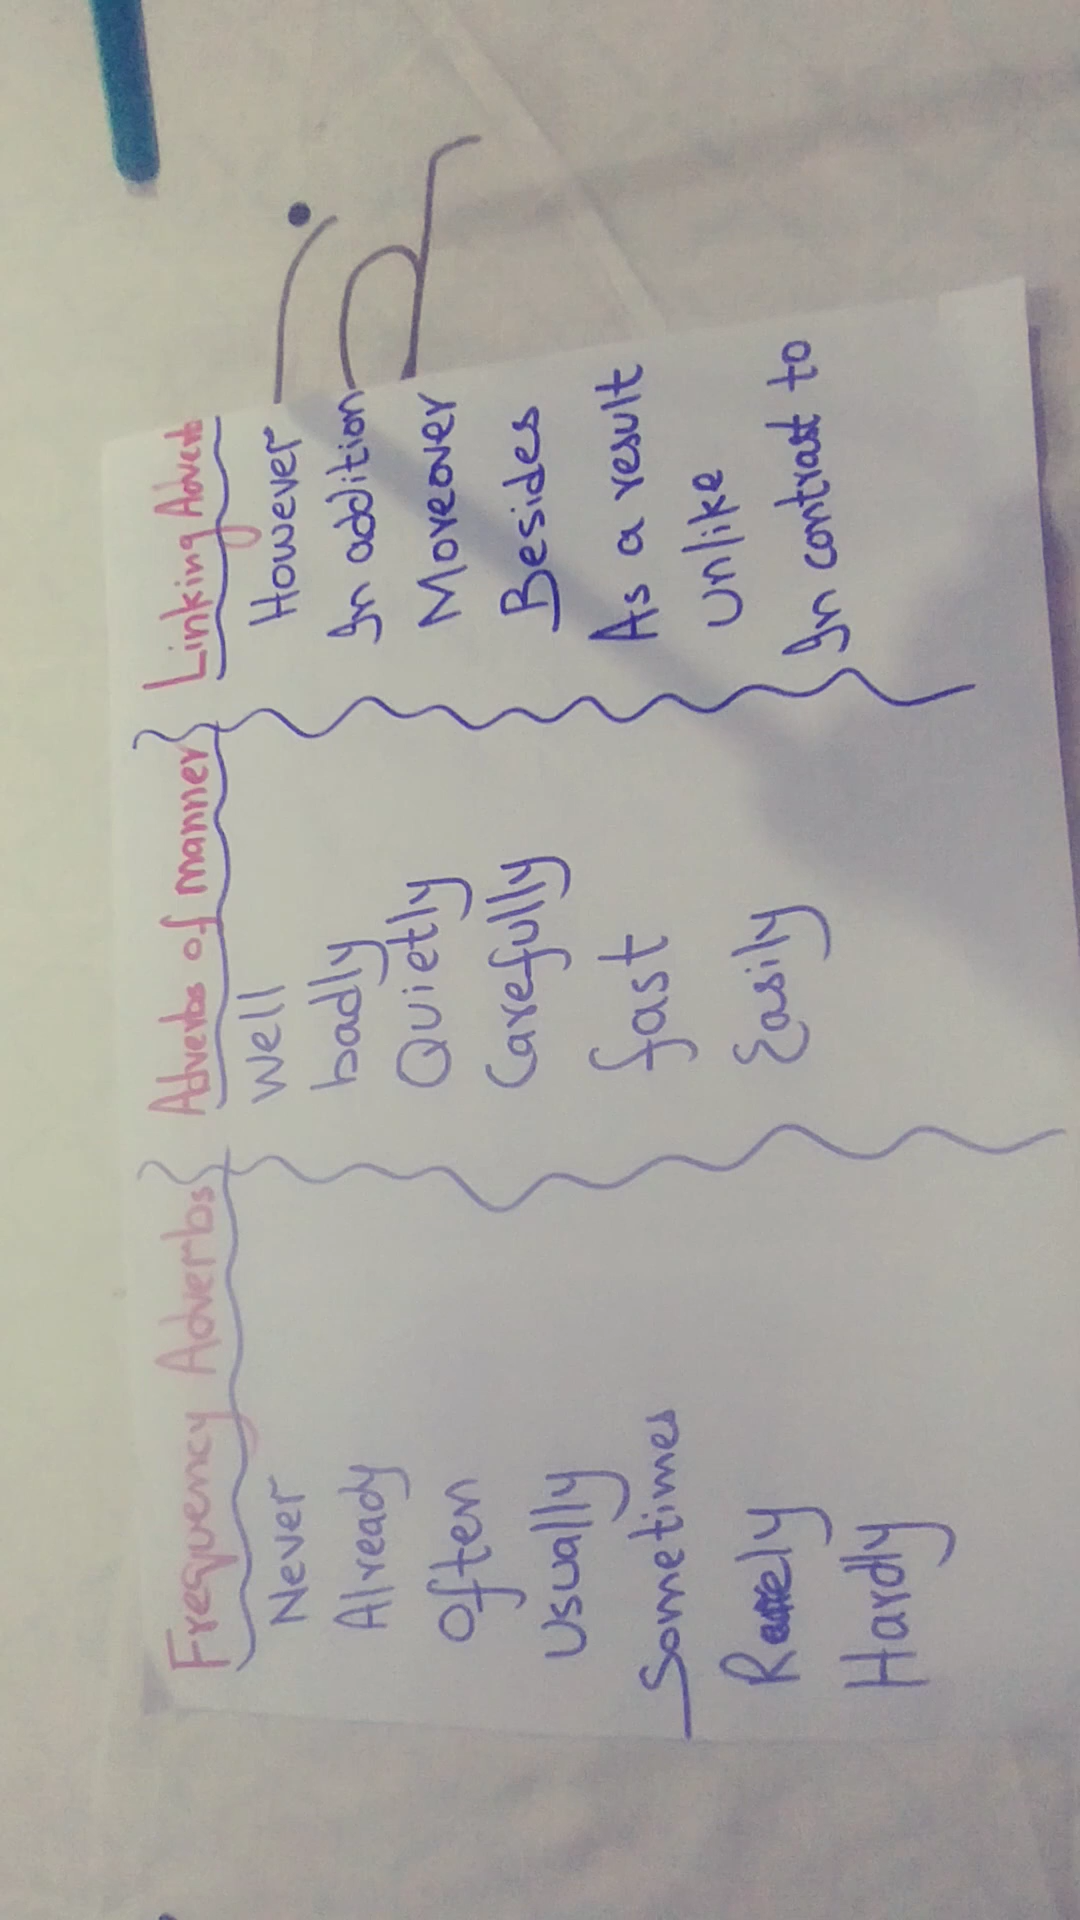 Frequency Adverbs
Never
Already
Often
Usually
Sometimes
Rarely
Hardly
Adverbs of manner
Well
badly
Quietly
Carefully
fast
Easily
Linking Adverb
However
In addition
Moreover
Besides
As a result
Unlike
In contrast to